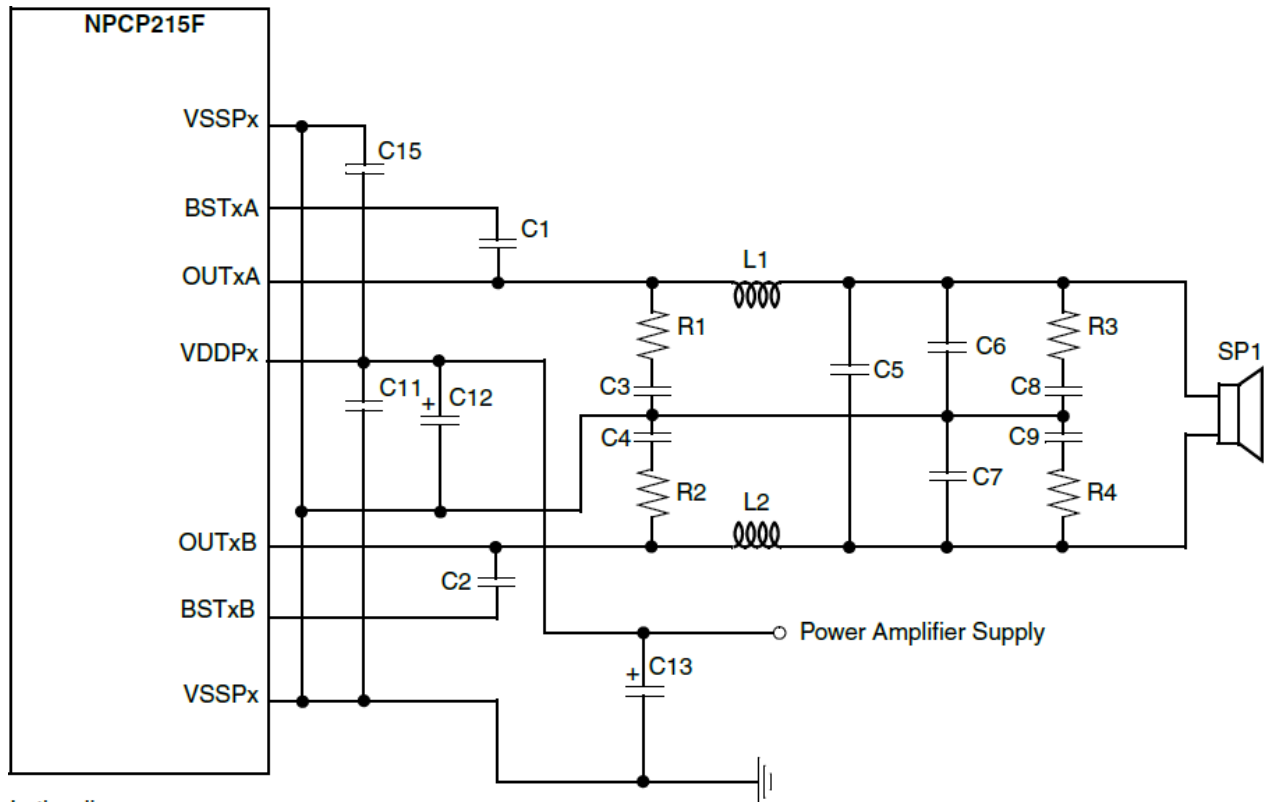 NPCP215F
VSSPx
C15
BSTxA
C1
OUTxA
L1
R1
R3
VDDPx
C6
SP1
C5
C11
+
C12
C3
C8
C4
C9
C7
R2
R4
L2
OUTxB
C2
BSTxB
Power Amplifier Supply
C13
+
VSSPx